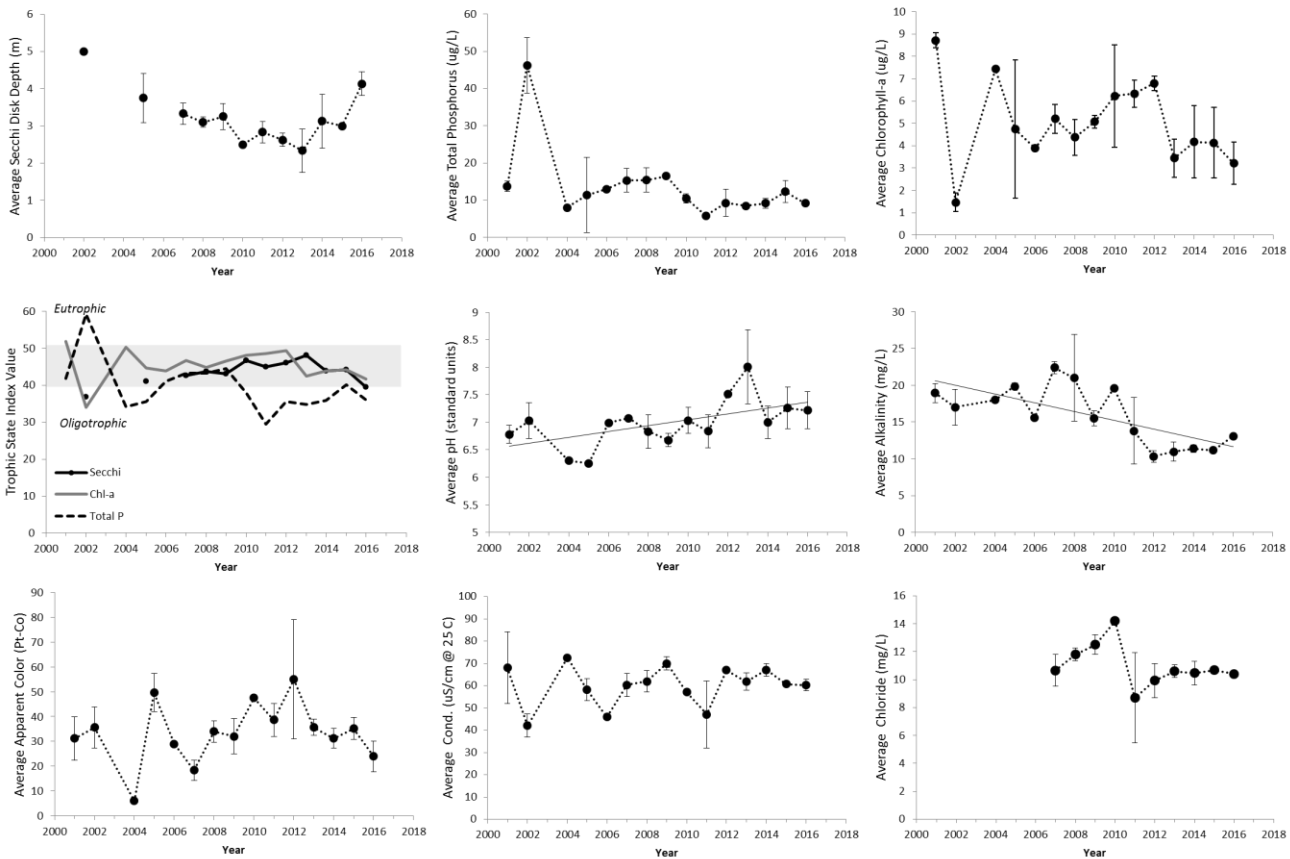 Average Secchi Disk Depth (m)
6
5
4
3
2
1
0
2000 2002 2004 2006 2008 2010 2012 2014 2016 2018
Year
Average Total Phosphorus (ug/L)
60
50
40
30
20
10
0
2000 2002 2004 2006 2008 2010 2012 2014 2016 2018
Year
Average Chlorophyll-a (ug/L)
10
9
8
7
6
5
4
3
2
1
0
2000 2002 2004 2006 2008 2010 2012 2014 2016 2018
Year
Trophic State Index Value
60
50
40
30
20
10
0
Eutrophic
Oligotrophic
Secchi
Chl-a
Total P
2000 2002 2004 2006 2008 2010 2012 2014 2016 2018
Year
Average pH (standard units)
9
8.5
8
7.5
7
6.5
6
5.5
5
2000 2002 2004 2006 2008 2010 2012 2014 2016 2018
Year
Average Alkalinity (mg/L)
30
25
20
15
10
5
0
2000 2002 2004 2006 2008 2010 2012 2014 2016 2018
Year
Average Apparent Color (Pt-Co)
90
80
70
60
50
40
30
20
10
0
2000 2002 2004 2006 2008 2010 2012 2014 2016 2018
Year
Average Cond. (uS/cm @ 25 C)
100
90
80
70
60
50
40
30
20
10
0
2000 2002 2004 2006 2008 2010 2012 2014 2016 2018
Year
Average Chloride (mg/L)
16
14
12
10
8
6
4
2
0
2000 2002 2004 2006 2008 2010 2012 2014 2016 2018
Year